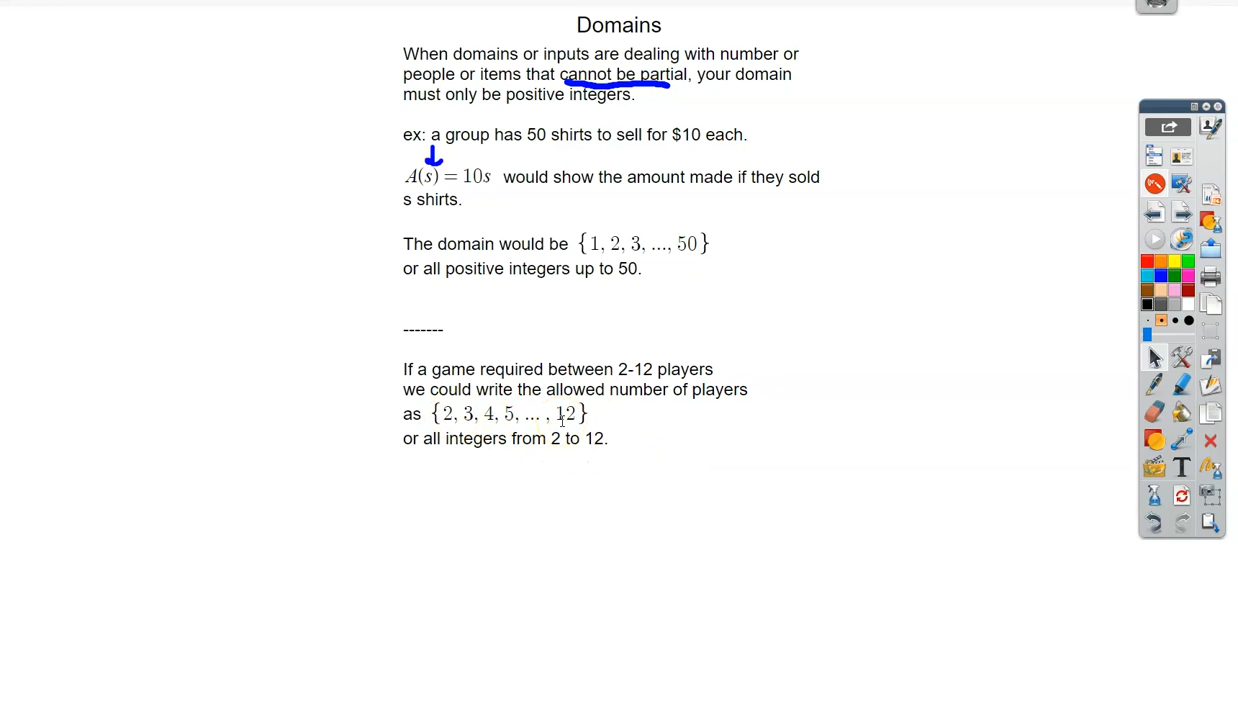 Domains
When domains or inputs are dealing with number or
people or items that cannot be partial, your domain
must only be positive integers.
ex: a group has 50 shirts to sell for $10 each.
A(s) = 10s would show the amount made if they sold
s shirts.
The domain would be {1, 2, 3, ..., 50}
or all positive integers up to 50.
-------
If a game required between 2-12 players
we could write the allowed number of players
as {2, 3, 4, 5, ... , 12}
or all integers from 2 to 12.